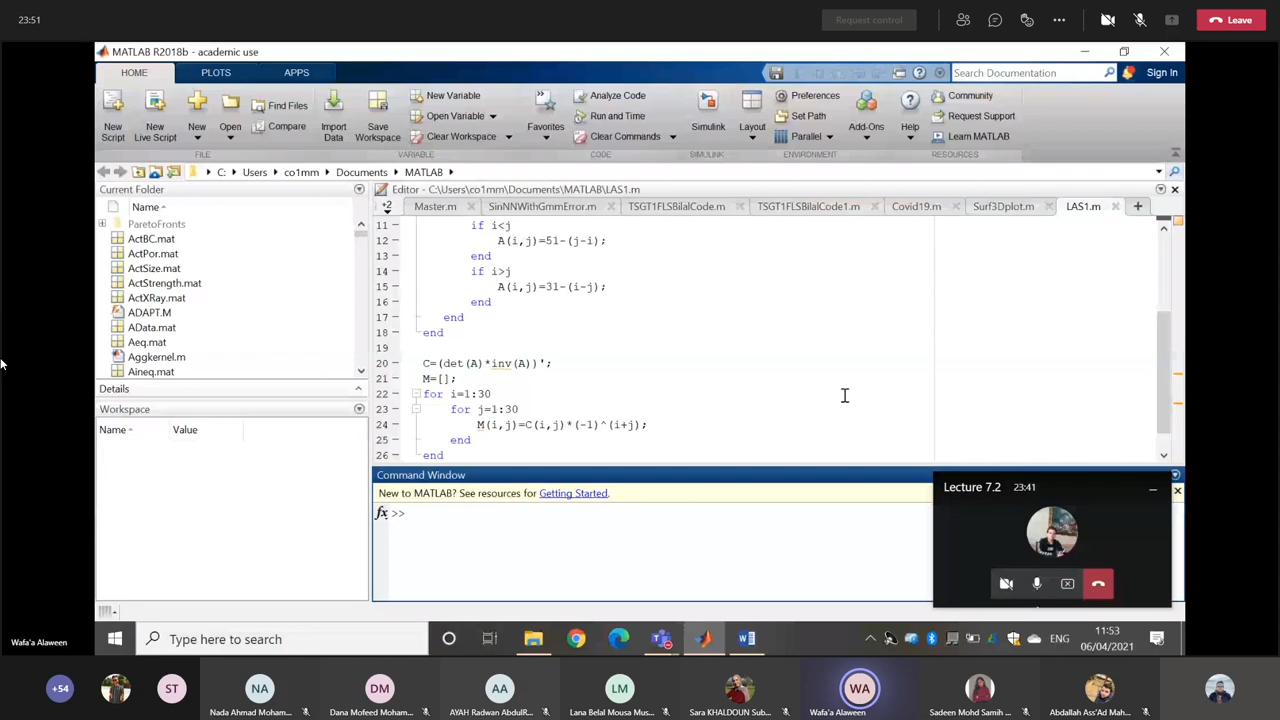 23:51
Request control
Leave
MATLAB R2018b - academic use
HOME
PLOTS
APPS
Search Documentation
Sign In
New Script
New Live Script
New
Open
Find Files
Compare
Import Data
Save Workspace
New Variable
Open Variable
Clear Workspace
Favorites
Analyze Code
Run and Time
Clear Commands
Simulink
Layout
Preferences
Set Path
Parallel
Add-Ons
Help
Community
Request Support
Learn MATLAB
FILE
VARIABLE
CODE
SIMULINK
ENVIRONMENT
RESOURCES
C: Users co1mm Documents MATLAB
Current Folder
Name
ParetoFronts
ActBC.mat
ActPor.mat
ActSize.mat
ActStrength.mat
ActXRay.mat
ADAPT.M
AData.mat
Aeq.mat
Aggkernel.m
Aineq.mat
Details
Workspace
Name
Value
Editor - C:\Users\co1mm\Documents\MATLAB\LAS1.m
+2
Master.m
SinNNWithGmmError.m
TSGT1FLSBilalCode.m
TSGT1FLSBilalCode1.m
Covid19.m
Surf3Dplot.m
LAS1.m
11 if i<j
12 A(i,j)=51-(j-i);
13 end
14 if i>j
15 A(i,j)=31-(i-j);
16 end
17 end
18 end
19
20 C=(det(A)*inv(A))';
21 M=[];
22 for i=1:30
23 for j=1:30
24 M(i,j)=C(i,j)*(-1)^(i+j);
25 end
26 end
Command Window
New to MATLAB? See resources for Getting Started.
fx >>
Lecture 7.2 23:41
Wafa'a Alaween
Type here to search
ENG
11:53
06/04/2021
+54
ST
NA
DM
AA
LM
WA
Nada Ahmad Moham...
Dana Mofeed Moham...
AYAH Radwan AbdulR...
Lana Belal Mousa Mus...
Sara KHALDOUN Sub...
Wafa'a Alaween
Sadeen Mohd Samih ...
Abdallah Ass'Ad Mah...